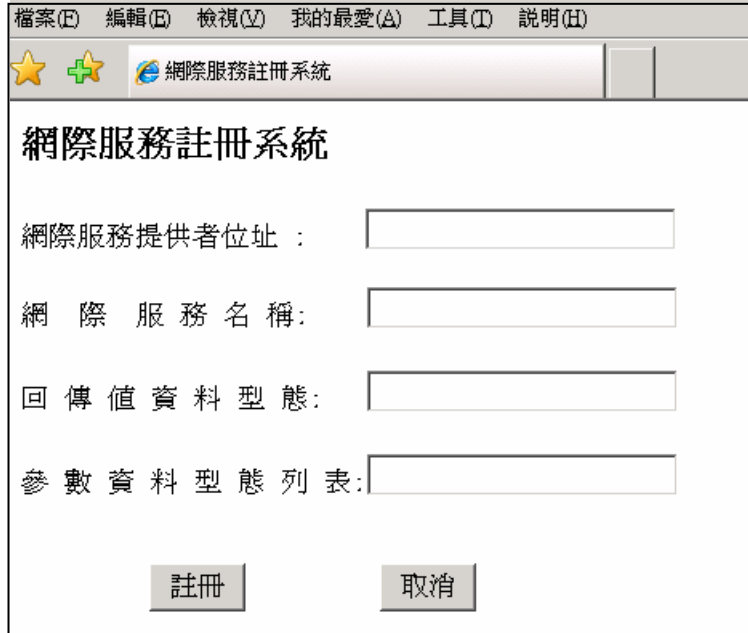 檔案(F) 編輯(E) 檢視(V) 我的最愛(A) 工具(T) 説明(H)
網際服務註冊系統
網際服務註冊系統
網際服務提供者位址 :
網 際 服 務 名 稱:
回 傳 值 資 料 型 態:
參 數 資 料 型 態 列 表:
註冊 取消